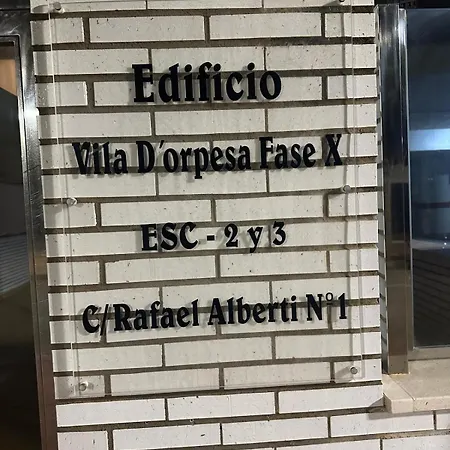 Edificio
Vila D'orpesa Fase X
ESC - 2 y 3
C/Rafael Alberti N°1